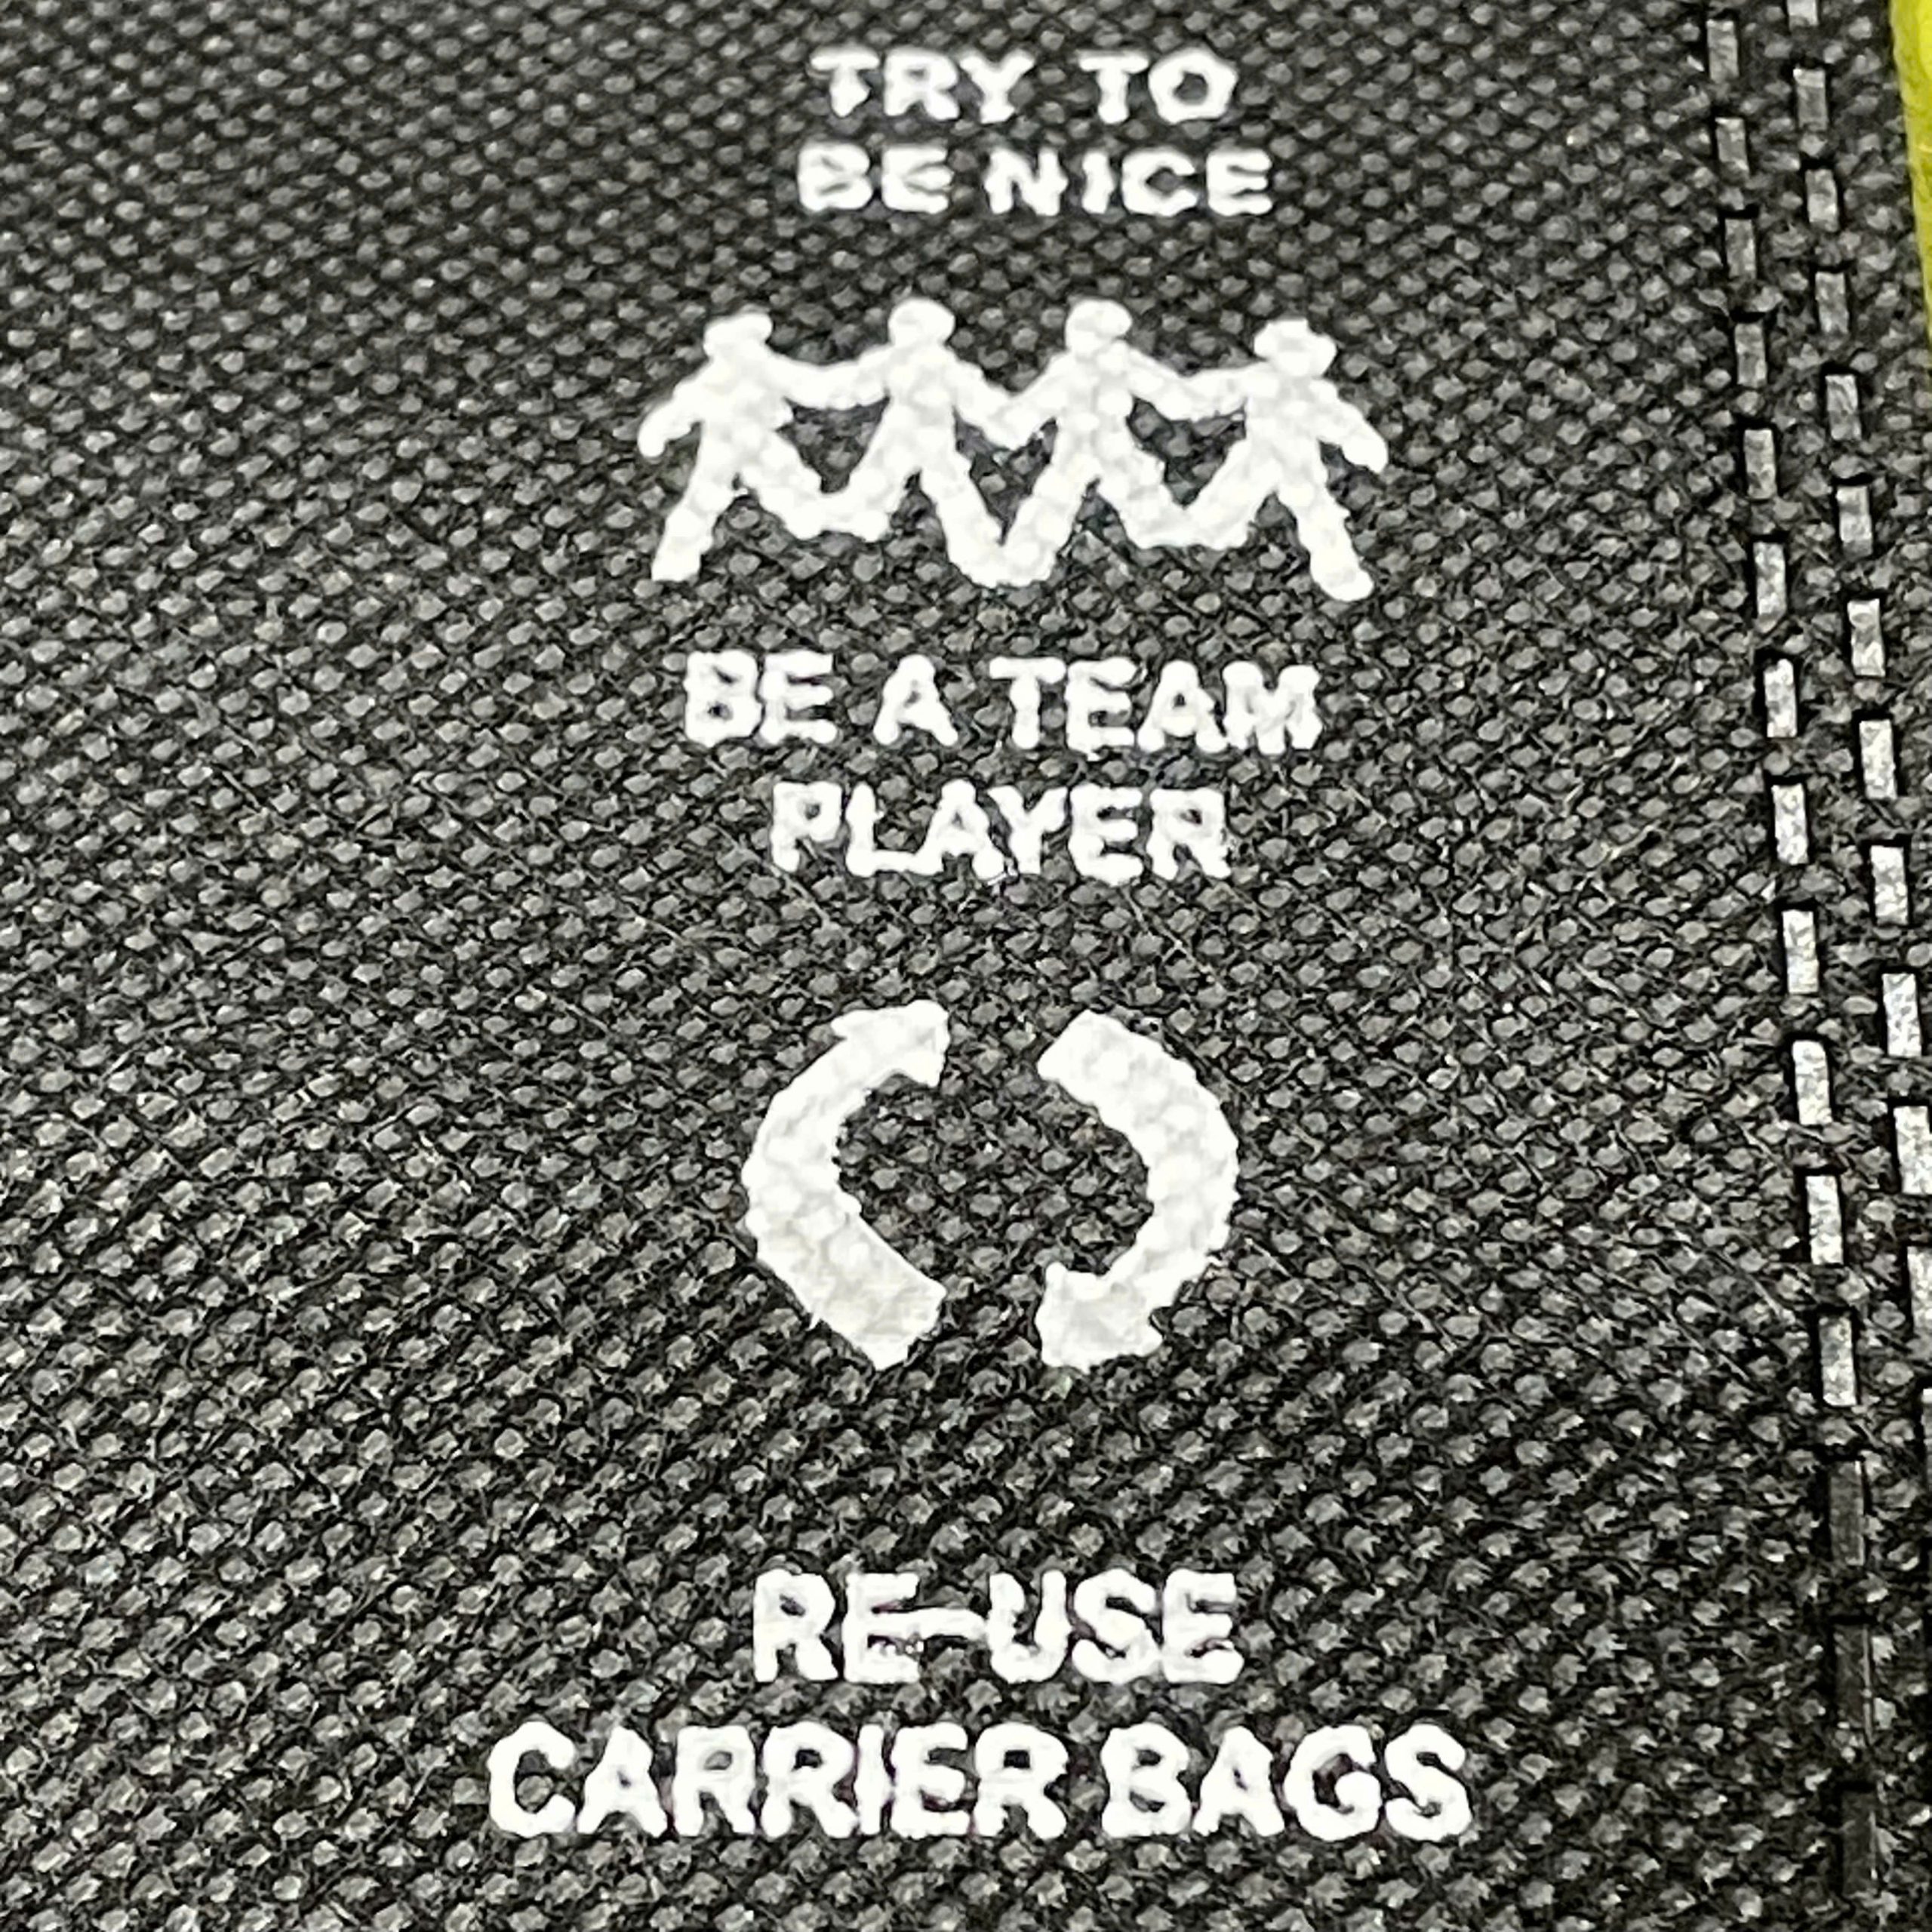 TRY TO
BE NICE
BE A TEAM
PLAYER
RE-USE
CARRIER BAGS